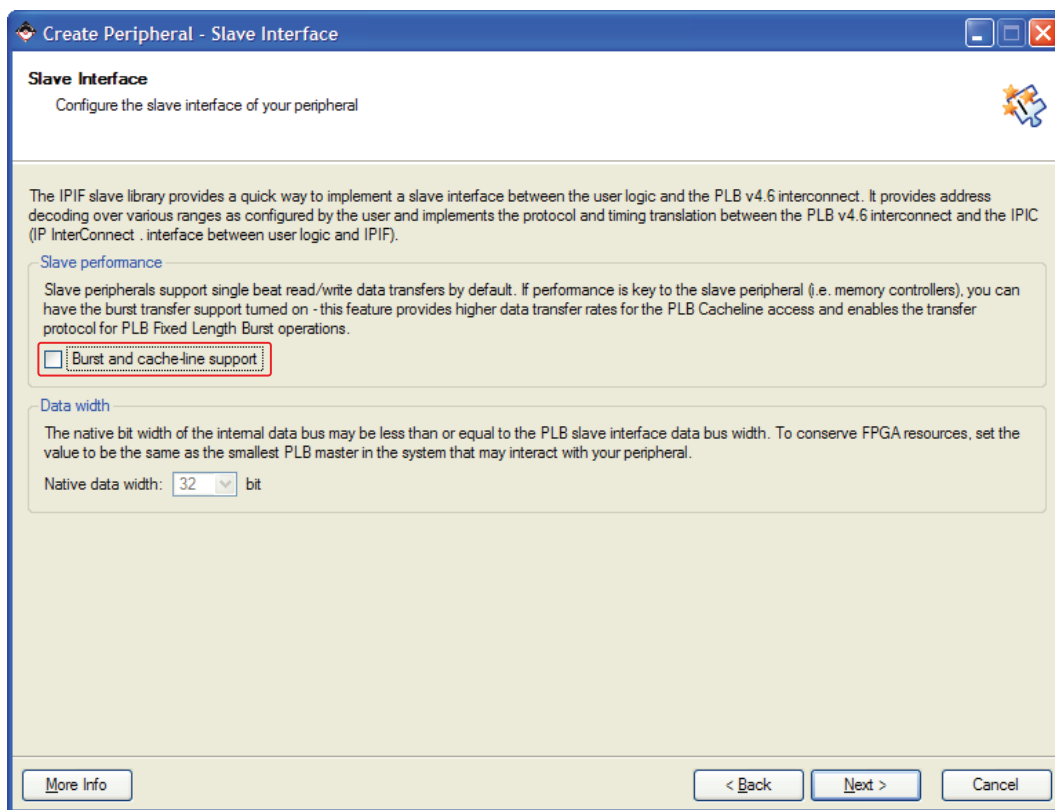 Create Peripheral - Slave Interface
Slave Interface
Configure the slave interface of your peripheral
The IPIF slave library provides a quick way to implement a slave interface between the user logic and the PLB v4.6 interconnect. It provides address
decoding over various ranges as configured by the user and implements the protocol and timing translation between the PLB v4.6 interconnect and the IPIC
(IP InterConnect . interface between user logic and IPIF).
Slave performance
Slave peripherals support single beat read/write data transfers by default. If performance is key to the slave peripheral (i.e. memory controllers), you can
have the burst transfer support turned on - this feature provides higher data transfer rates for the PLB Cacheline access and enables the transfer
protocol for PLB Fixed Length Burst operations.
Burst and cache-line support
Data width
The native bit width of the internal data bus may be less than or equal to the PLB slave interface data bus width. To conserve FPGA resources, set the
value to be the same as the smallest PLB master in the system that may interact with your peripheral.
Native data width: 32 bit
More Info < Back Next > Cancel